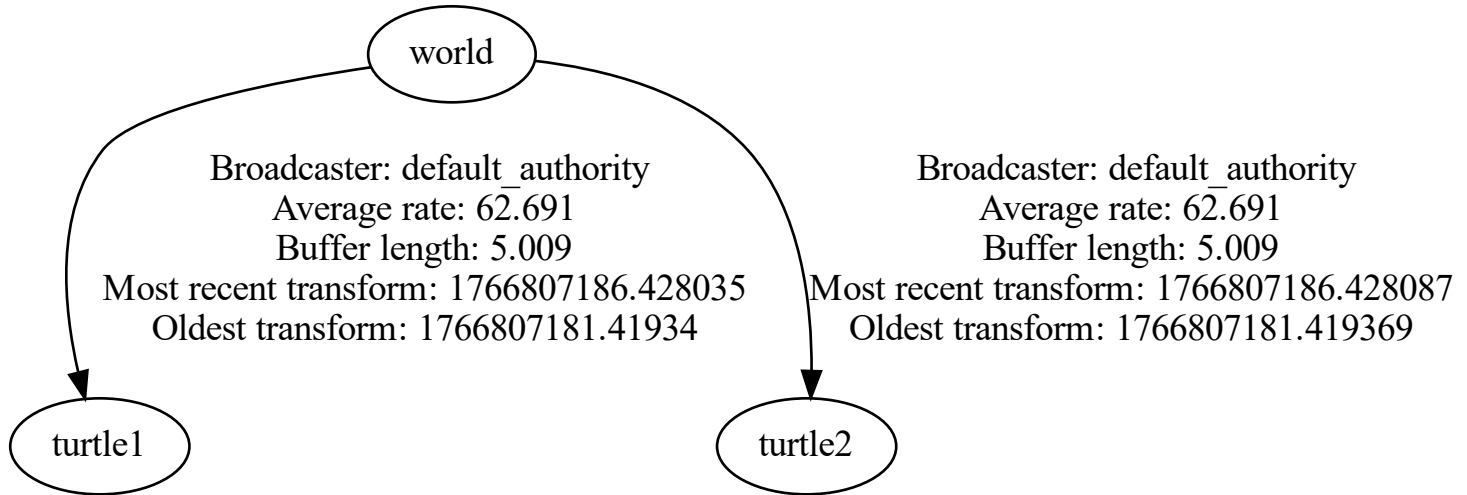 world
Broadcaster: default_authority
Average rate: 62.691
Buffer length: 5.009
Most recent transform: 1766807186.428035
Oldest transform: 1766807181.41934
Broadcaster: default_authority
Average rate: 62.691
Buffer length: 5.009
Most recent transform: 1766807186.428087
Oldest transform: 1766807181.419369
turtle1
turtle2